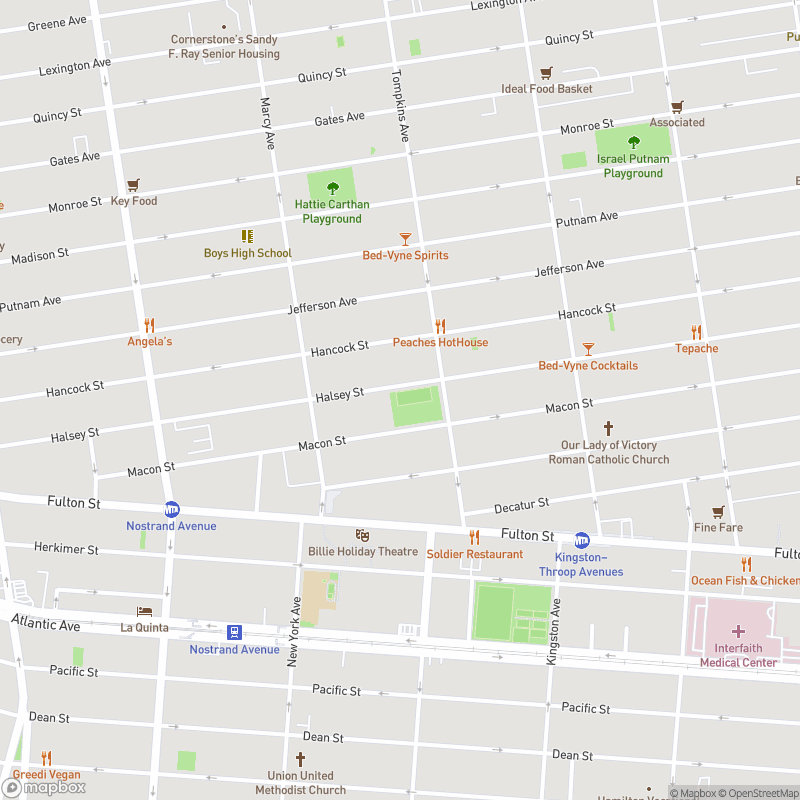 Greene Ave
Cornerstone's Sandy
F. Ray Senior Housing
Lexington Ave
Quincy St
Lexington Ave
Quincy St
Ideal Food Basket
Tompkins Ave
Marcy Ave
Gates Ave
Monroe St
Associated
Quincy St
Gates Ave
Israel Putnam
Playground
Key Food
Monroe St
Hattie Carthan
Playground
Putnam Ave
Madison St
Boys High School
Bed-Vyne Spirits
Jefferson Ave
Putnam Ave
Jefferson Ave
Hancock St
Angela's
Peaches HotHouse
Hancock St
Tepache
Bed-Vyne Cocktails
Hancock St
Halsey St
Macon St
Halsey St
Macon St
Our Lady of Victory
Roman Catholic Church
Macon St
Fulton St
Decatur St
Nostrand Avenue
Fine Fare
Fulton St
Herkimer St
Billie Holiday Theatre
Soldier Restaurant
Kingston–
Throop Avenues
Fulto
Ocean Fish & Chicken
La Quinta
Atlantic Ave
New York Ave
Kingston Ave
Nostrand Avenue
Interfaith
Medical Center
Pacific St
Pacific St
Pacific St
Dean St
Dean St
Dean St
Greedi Vegan
Union United
Methodist Church
mapbox
© Mapbox © OpenStreetMap